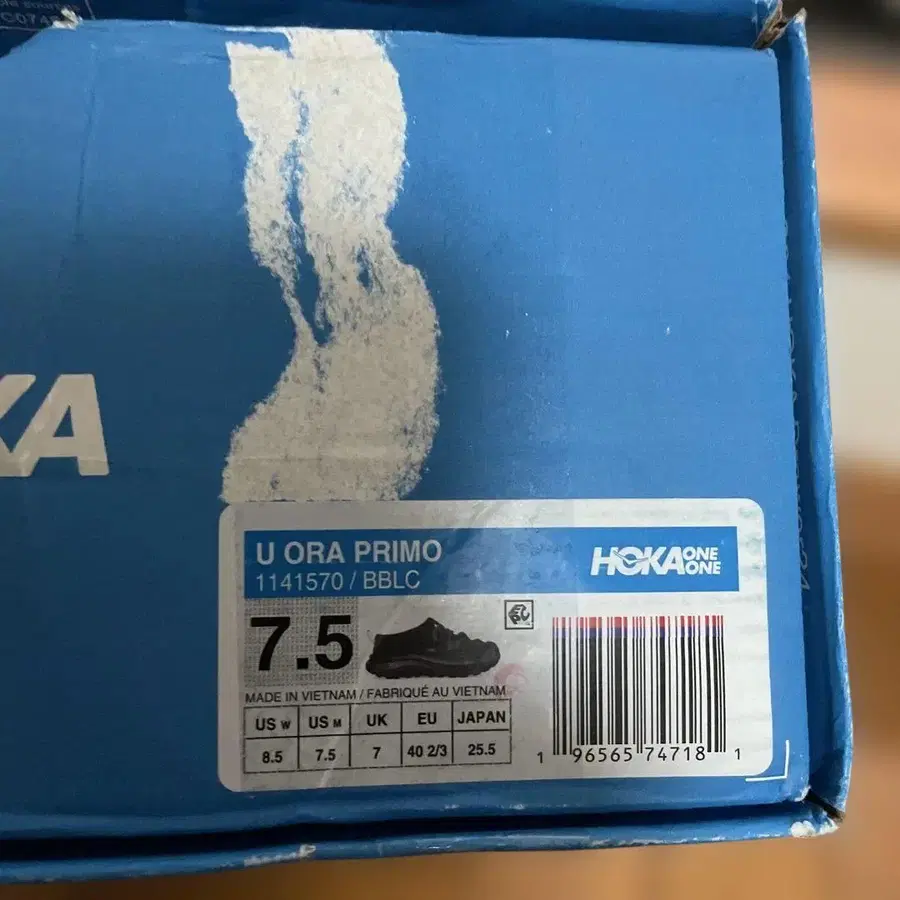 C074
KA
U ORA PRIMO
HOKA ONE ONE
1141570 / BBLC
7.5
MADE IN VIETNAM / FABRIQUÉ AU VIETNAM
US W US M UK EU JAPAN
8.5 7.5 7 40 2/3 25.5
1 96565 74718 1